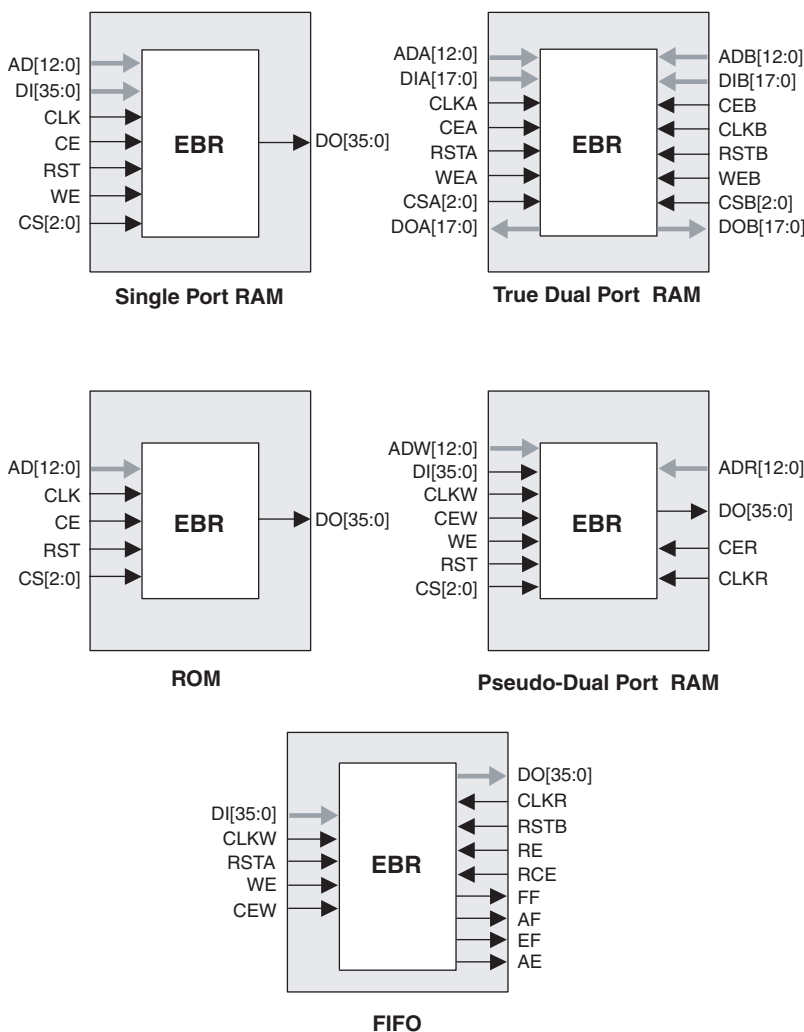 AD[12:0]
DI[35:0]
CLK
CE
RST
WE
CS[2:0]
EBR
DO[35:0]
Single Port RAM
ADA[12:0]
DIA[17:0]
CLKA
CEA
RSTA
WEA
CSA[2:0]
DOA[17:0]
EBR
ADB[12:0]
DIB[17:0]
CEB
CLKB
RSTB
WEB
CSB[2:0]
DOB[17:0]
True Dual Port RAM
AD[12:0]
CLK
CE
RST
CS[2:0]
EBR
DO[35:0]
ROM
ADW[12:0]
DI[35:0]
CLKW
CEW
WE
RST
CS[2:0]
EBR
ADR[12:0]
DO[35:0]
CER
CLKR
Pseudo-Dual Port RAM
DI[35:0]
CLKW
RSTA
WE
CEW
EBR
DO[35:0]
CLKR
RSTB
RE
RCE
FF
AF
EF
AE
FIFO